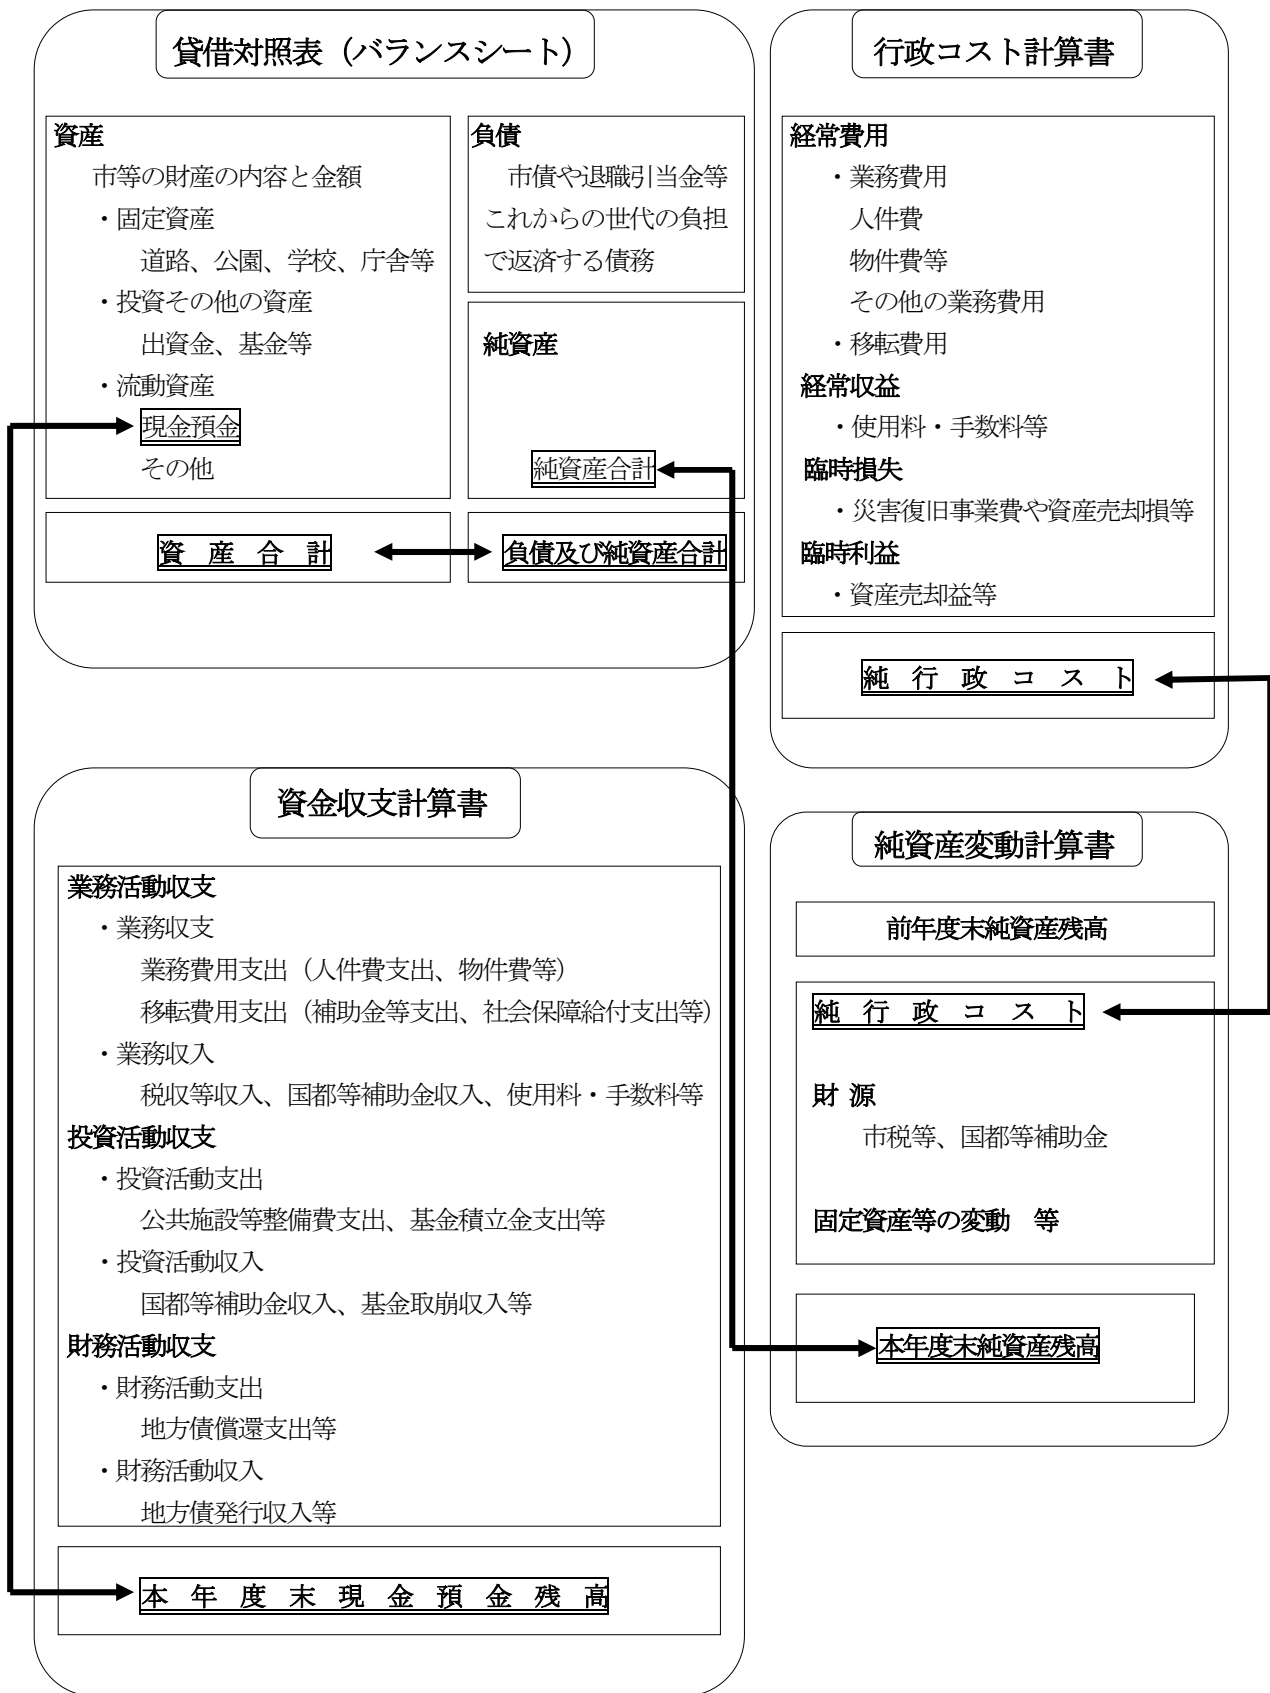 貸借対照表（バランスシート）
資産
市等の財産の内容と金額
・固定資産
道路、公園、学校、庁舎等
・投資その他の資産
出資金、基金等
・流動資産
現金預金
その他
負債
市債や退職引当金等
これからの世代の負担
で返済する債務
純資産
純資産合計
資　産　合　計
負債及び純資産合計
行政コスト計算書
経常費用
・業務費用
人件費
物件費等
その他の業務費用
・移転費用
経常収益
・使用料・手数料等
臨時損失
・災害復旧事業費や資産売却損等
臨時利益
・資産売却益等
純　行　政　コ　ス　ト
資金収支計算書
業務活動収支
・業務収支
業務費用支出（人件費支出、物件費等）
移転費用支出（補助金等支出、社会保障給付支出等）
・業務収入
税収等収入、国都等補助金収入、使用料・手数料等
投資活動収支
・投資活動支出
公共施設等整備費支出、基金積立金支出等
・投資活動収入
国都等補助金収入、基金取崩収入等
財務活動収支
・財務活動支出
地方債償還支出等
・財務活動収入
地方債発行収入等
本　年　度　末　現　金　預　金　残　高
純資産変動計算書
前年度末純資産残高
純　行　政　コ　ス　ト
財 源
市税等、国都等補助金
固定資産等の変動　等
本年度末純資産残高